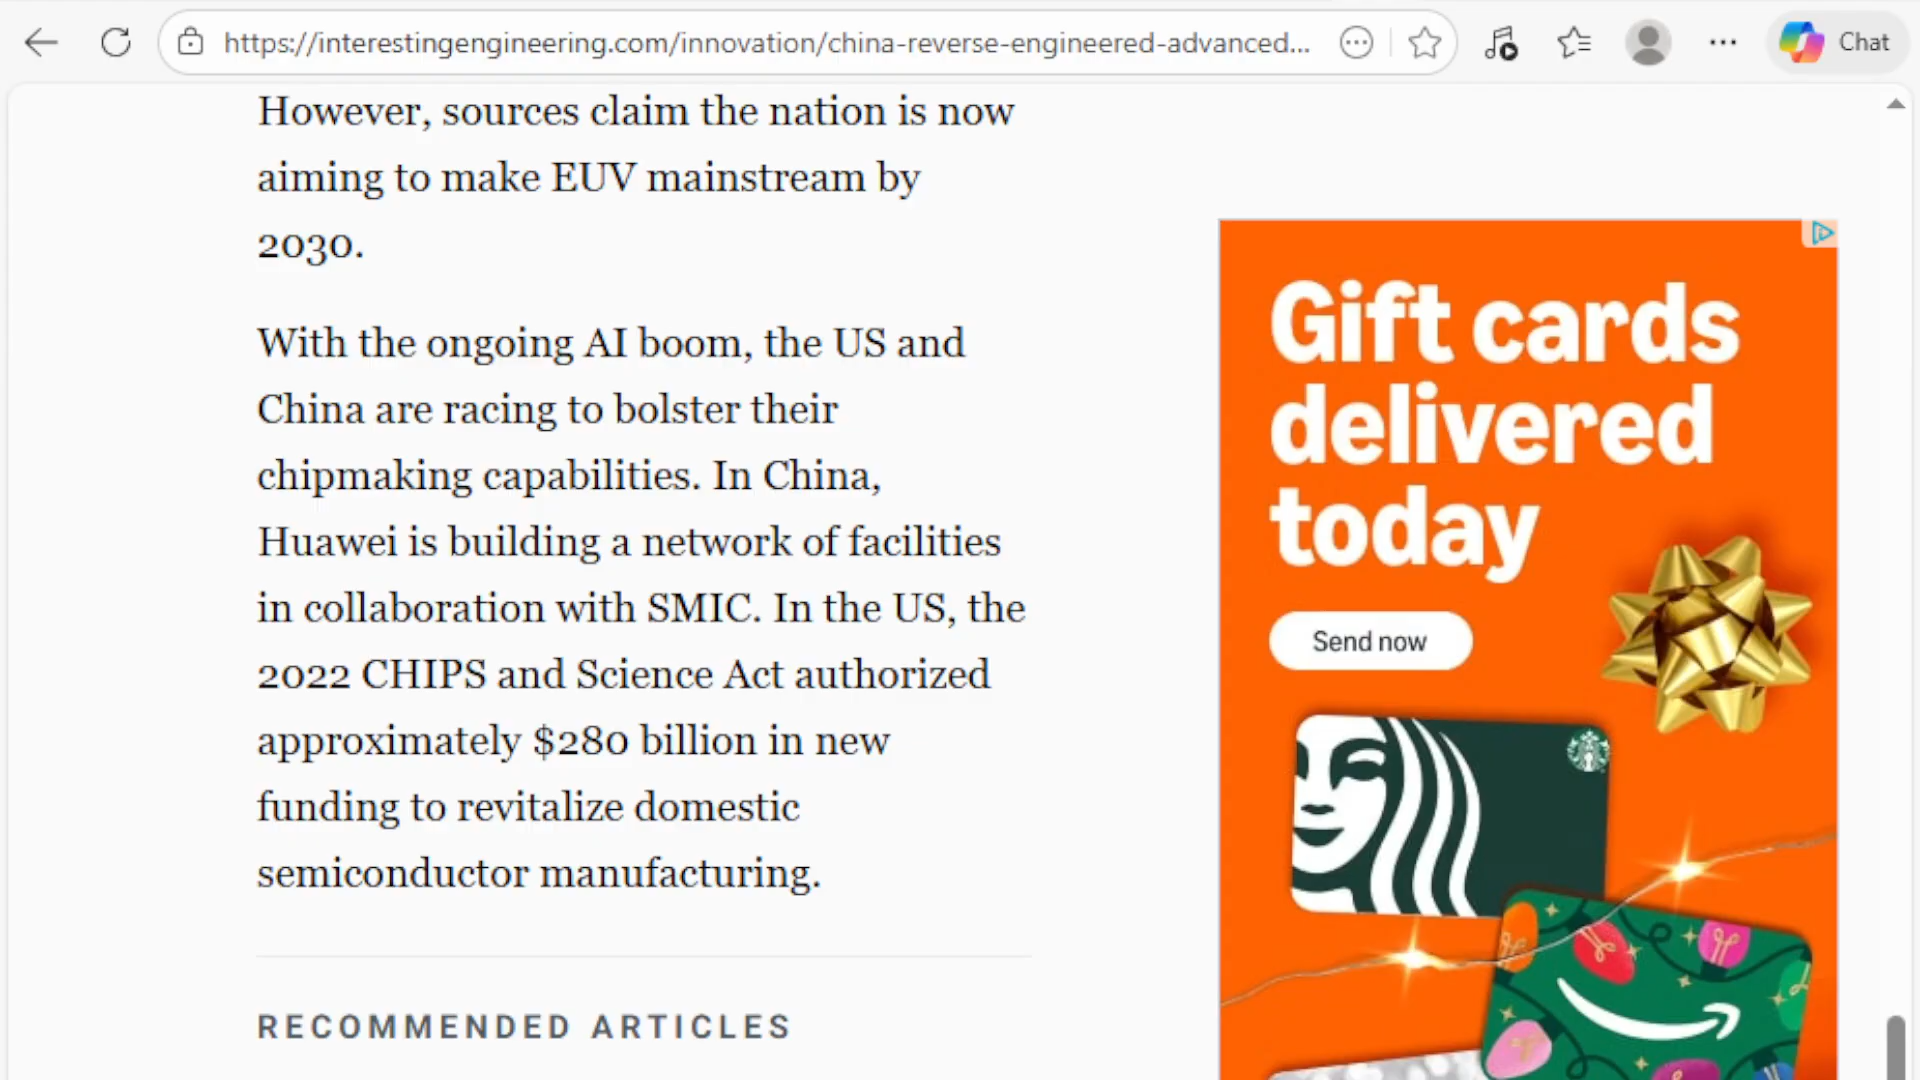 https://interestingengineering.com/innovation/china-reverse-engineered-advanced...
Chat
However, sources claim the nation is now
aiming to make EUV mainstream by
2030.
With the ongoing AI boom, the US and
China are racing to bolster their
chipmaking capabilities. In China,
Huawei is building a network of facilities
in collaboration with SMIC. In the US, the
2022 CHIPS and Science Act authorized
approximately $280 billion in new
funding to revitalize domestic
semiconductor manufacturing.
RECOMMENDED ARTICLES
Gift cards
delivered
today
Send now